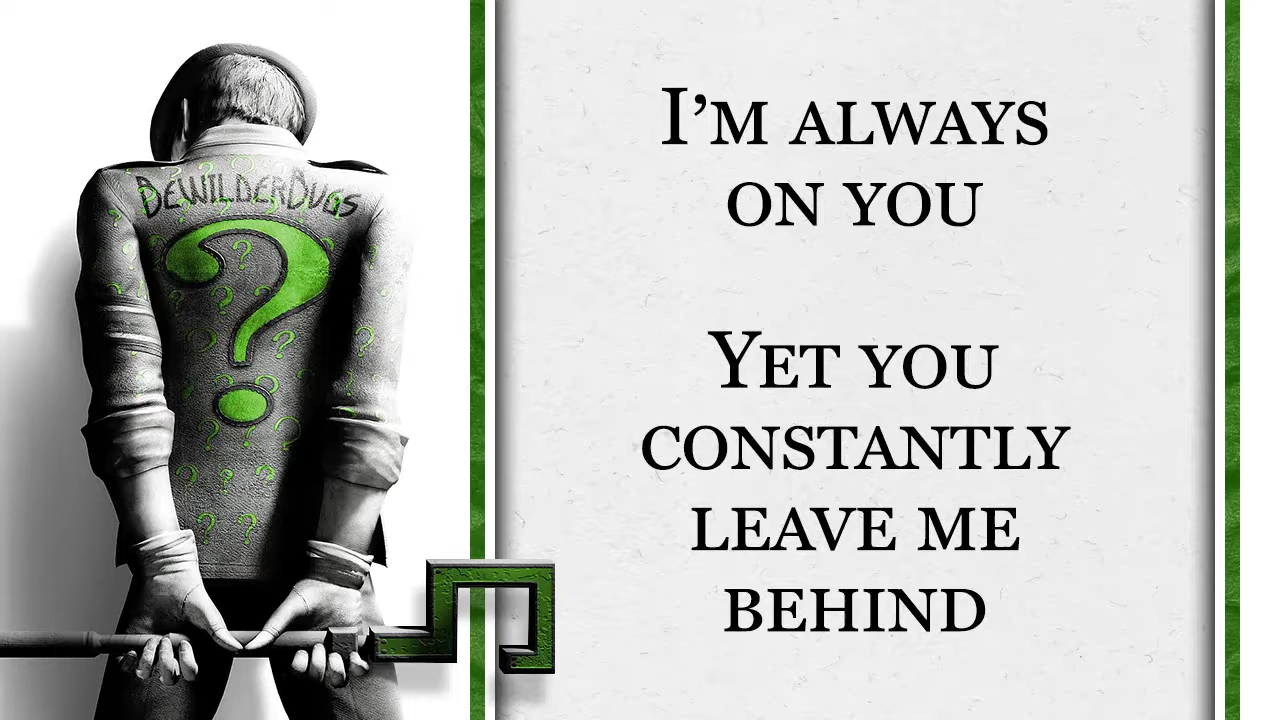 BewilderBugs
?
I'm always
on you
Yet you
constantly
leave me
behind